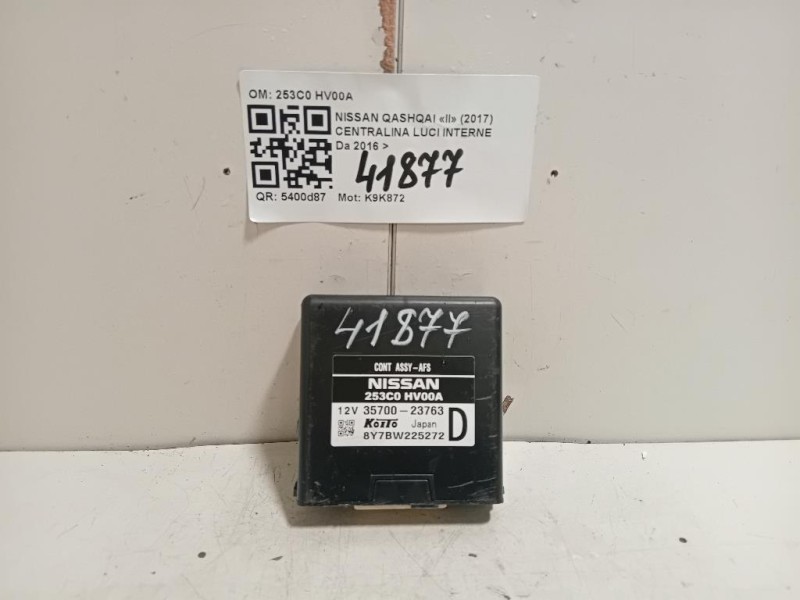 OM: 253C0 HV00A
NISSAN QASHQAI «II» (2017)
CENTRALINA LUCI INTERNE
Da 2016 >
41877
QR: 5400d87
Mot: K9K872
41877
CONT ASSY-AFS
NISSAN
253C0 HV00A
12V 35700-23763
KOITO Japan D
8Y7BW225272